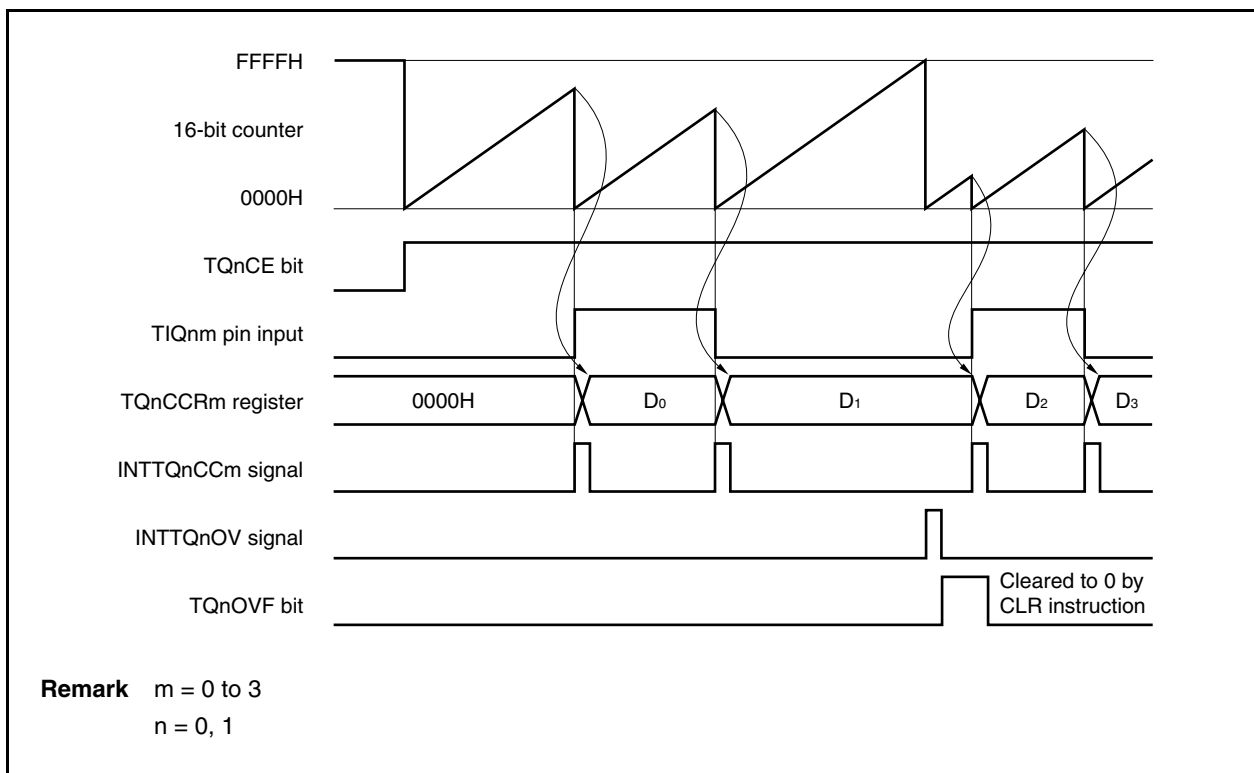 FFFFH
16-bit counter
0000H
TQnCE bit
TIQnm pin input
TQnCCRm register
0000H
D0
D1
D2
D3
INTTQnCCm signal
INTTQnOV signal
TQnOVF bit
Cleared to 0 by
CLR instruction
Remark m = 0 to 3
n = 0, 1